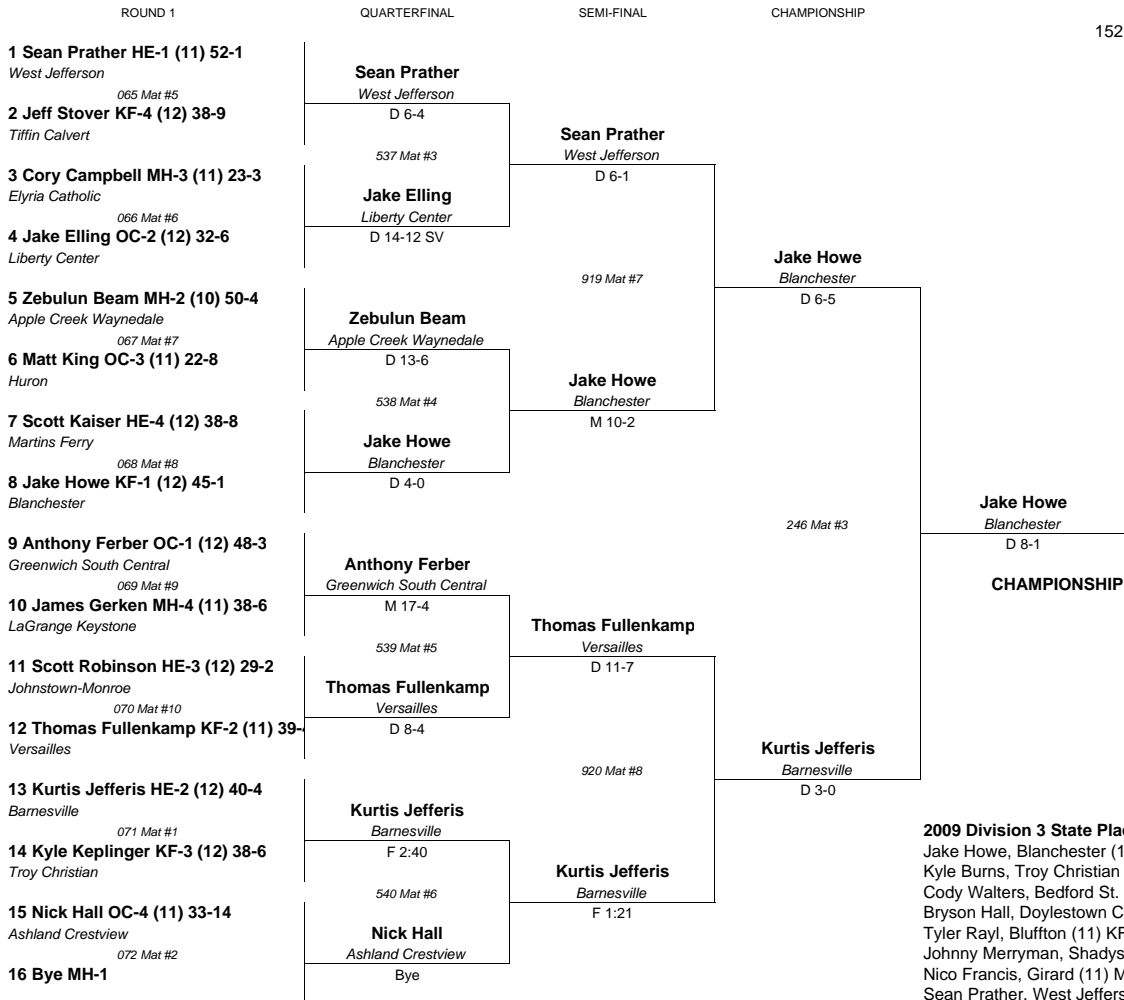 ROUND 1
QUARTERFINAL
SEMI-FINAL
CHAMPIONSHIP
152
1 Sean Prather HE-1 (11) 52-1
West Jefferson
065 Mat #5
2 Jeff Stover KF-4 (12) 38-9
Tiffin Calvert
3 Cory Campbell MH-3 (11) 23-3
Elyria Catholic
066 Mat #6
4 Jake Elling OC-2 (12) 32-6
Liberty Center
5 Zebulun Beam MH-2 (10) 50-4
Apple Creek Waynedale
067 Mat #7
6 Matt King OC-3 (11) 22-8
Huron
7 Scott Kaiser HE-4 (12) 38-8
Martins Ferry
068 Mat #8
8 Jake Howe KF-1 (12) 45-1
Blanchester
9 Anthony Ferber OC-1 (12) 48-3
Greenwich South Central
069 Mat #9
10 James Gerken MH-4 (11) 38-6
LaGrange Keystone
11 Scott Robinson HE-3 (12) 29-2
Johnstown-Monroe
070 Mat #10
12 Thomas Fullenkamp KF-2 (11) 39-
Versailles
13 Kurtis Jefferis HE-2 (12) 40-4
Barnesville
071 Mat #1
14 Kyle Keplinger KF-3 (12) 38-6
Troy Christian
15 Nick Hall OC-4 (11) 33-14
Ashland Crestview
072 Mat #2
16 Bye MH-1
Sean Prather
West Jefferson
D 6-4
537 Mat #3
Jake Elling
Liberty Center
D 14-12 SV
Zebulun Beam
Apple Creek Waynedale
D 13-6
538 Mat #4
Jake Howe
Blanchester
D 4-0
Anthony Ferber
Greenwich South Central
M 17-4
539 Mat #5
Thomas Fullenkamp
Versailles
D 8-4
Kurtis Jefferis
Barnesville
F 2:40
540 Mat #6
Nick Hall
Ashland Crestview
Bye
Sean Prather
West Jefferson
D 6-1
919 Mat #7
Jake Howe
Blanchester
M 10-2
Thomas Fullenkamp
Versailles
D 11-7
920 Mat #8
Kurtis Jefferis
Barnesville
F 1:21
Jake Howe
Blanchester
D 6-5
246 Mat #3
Kurtis Jefferis
Barnesville
D 3-0
Jake Howe
Blanchester
D 8-1
CHAMPIONSHIP
2009 Division 3 State Pla
Jake Howe, Blanchester (1
Kyle Burns, Troy Christian
Cody Walters, Bedford St.
Bryson Hall, Doylestown C
Tyler Rayl, Bluffton (11) KF
Johnny Merryman, Shadys
Nico Francis, Girard (11) M
Sean Prather, West Jeffers